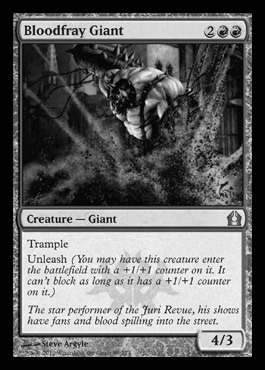 Bloodfray Giant 2
Creature — Giant
Trample
Unleash (You may have this creature enter
the battlefield with a +1/+1 counter on it. It
can't block as long as it has a +1/+1 counter
on it.)
The star performer of the Juri Revue, his shows
have fans and blood spilling into the street.
Steve Argyle
4/3